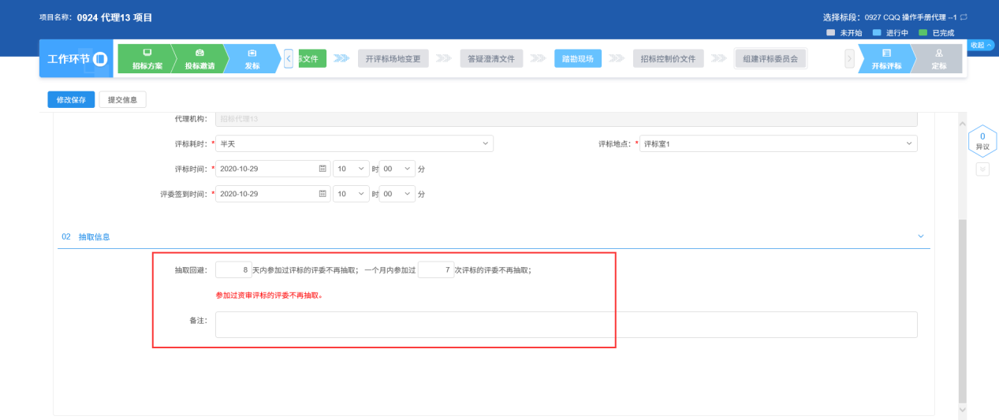 项目名称： 0924 代理13 项目
选择标段： 0927 CQQ 操作手册代理 --1
未开始 进行中 已完成
收起
工作环节
招标方案 投标邀请 发标
标文件 开评标场地变更 答疑澄清文件 踏勘现场 招标控制价文件 组建评标委员会
开标评标 定标
修改保存 提交信息
代理机构： 招标代理13
0
异议
评标耗时： * 半天 评标地点： * 评标室1
评标时间： * 2020-10-29 10 时 00 分
评委签到时间： * 2020-10-29 10 时 00 分
02 抽取信息
抽取回避： 8 天内参加过评标的评委不再抽取； 一个月内参加过 7 次评标的评委不再抽取；
参加过资审评标的评委不再抽取。
备注：